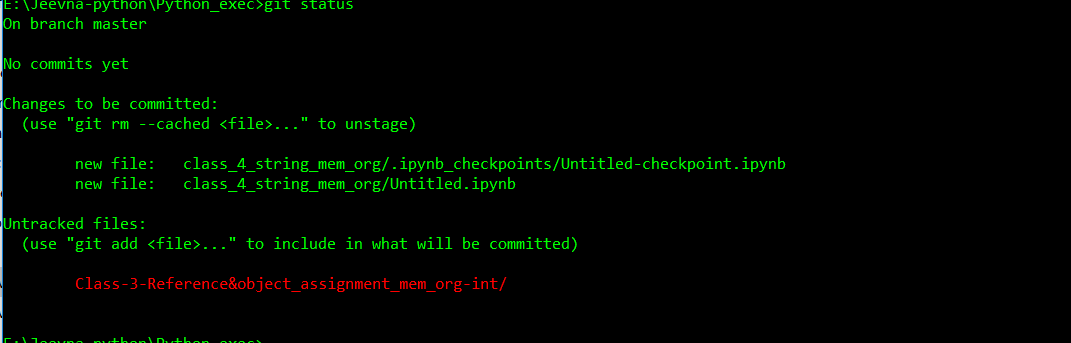 E:\Jeevna-python\Python_exec>git status
On branch master
No commits yet
Changes to be committed:
(use "git rm --cached <file>..." to unstage)
new file: class_4_string_mem_org/.ipynb_checkpoints/Untitled-checkpoint.ipynb
new file: class_4_string_mem_org/Untitled.ipynb
Untracked files:
(use "git add <file>..." to include in what will be committed)
Class-3-Reference&object_assignment_mem_org-int/
E:\Jeevna-python\Python_exec>